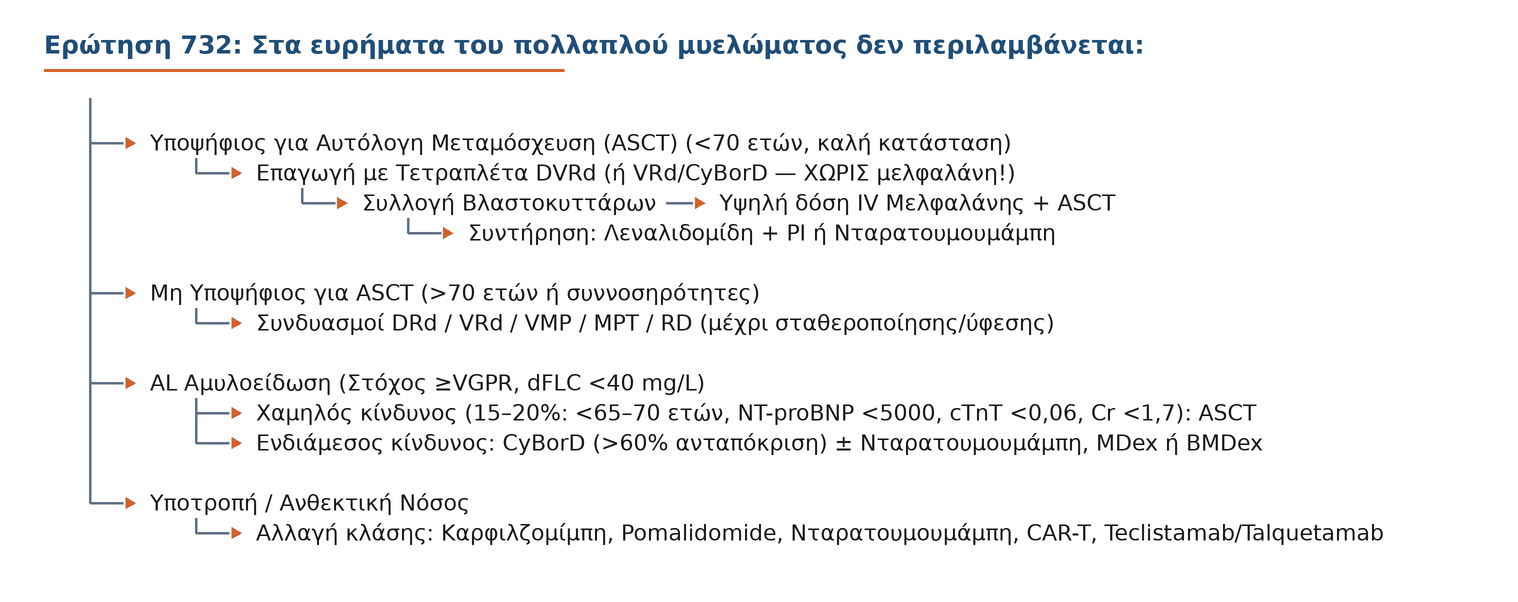 Ερώτηση 732: Στα ευρήματα του πολλαπλού μυελώματος δεν περιλαμβάνεται:
Υποψήφιος για Αυτόλογη Μεταμόσχευση (ASCT) (<70 ετών, καλή κατάσταση)
Επαγωγή με Τετραπλέτα DVRd (ή VRd/CyBorD — ΧΩΡΙΣ μελφαλάνη!)
Συλλογή Βλαστοκυττάρων Υψηλή δόση IV Μελφαλάνης + ASCT
Συντήρηση: Λεναλιδομίδη + PI ή Νταρατουμουμάμπη
Μη Υποψήφιος για ASCT (>70 ετών ή συννοσηρότητες)
Συνδυασμοί DRd / VRd / VMP / MPT / RD (μέχρι σταθεροποίησης/ύφεσης)
AL Αμυλοείδωση (Στόχος ≥VGPR, dFLC <40 mg/L)
Χαμηλός κίνδυνος (15–20%: <65–70 ετών, NT-proBNP <5000, cTnT <0,06, Cr <1,7): ASCT
Ενδιάμεσος κίνδυνος: CyBorD (>60% ανταπόκριση) ± Νταρατουμουμάμπη, MDex ή BMDex
Υποτροπή / Ανθεκτική Νόσος
Αλλαγή κλάσης: Καρφιλζομίμπη, Pomalidomide, Νταρατουμουμάμπη, CAR-T, Teclistamab/Talquetamab